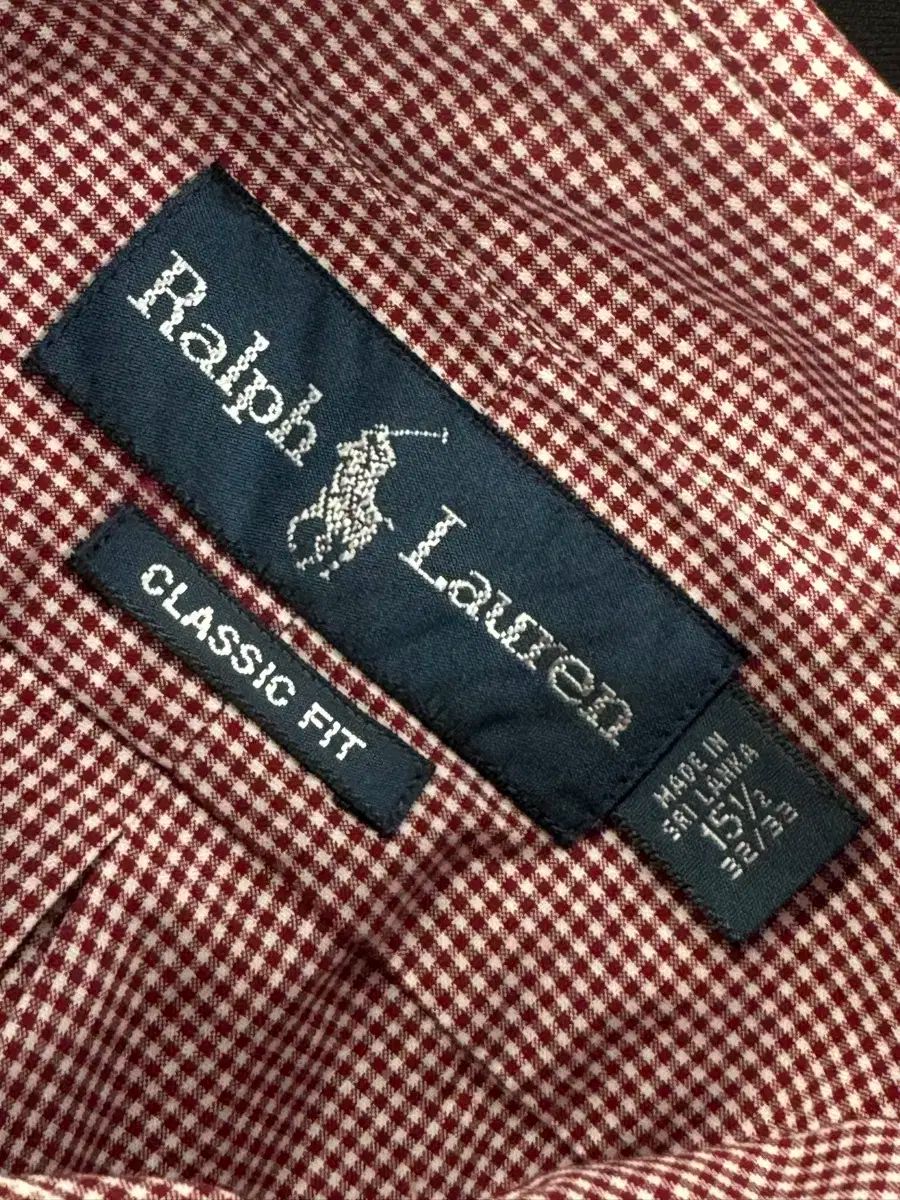 Ralph Lauren
CLASSIC FIT
MADE IN
SRI LANKA
15½
32/33